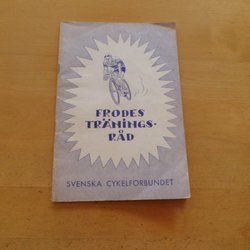 FRODES
TRÄNINGS-
RÅD
SVENSKA CYKELFÖRBUNDET